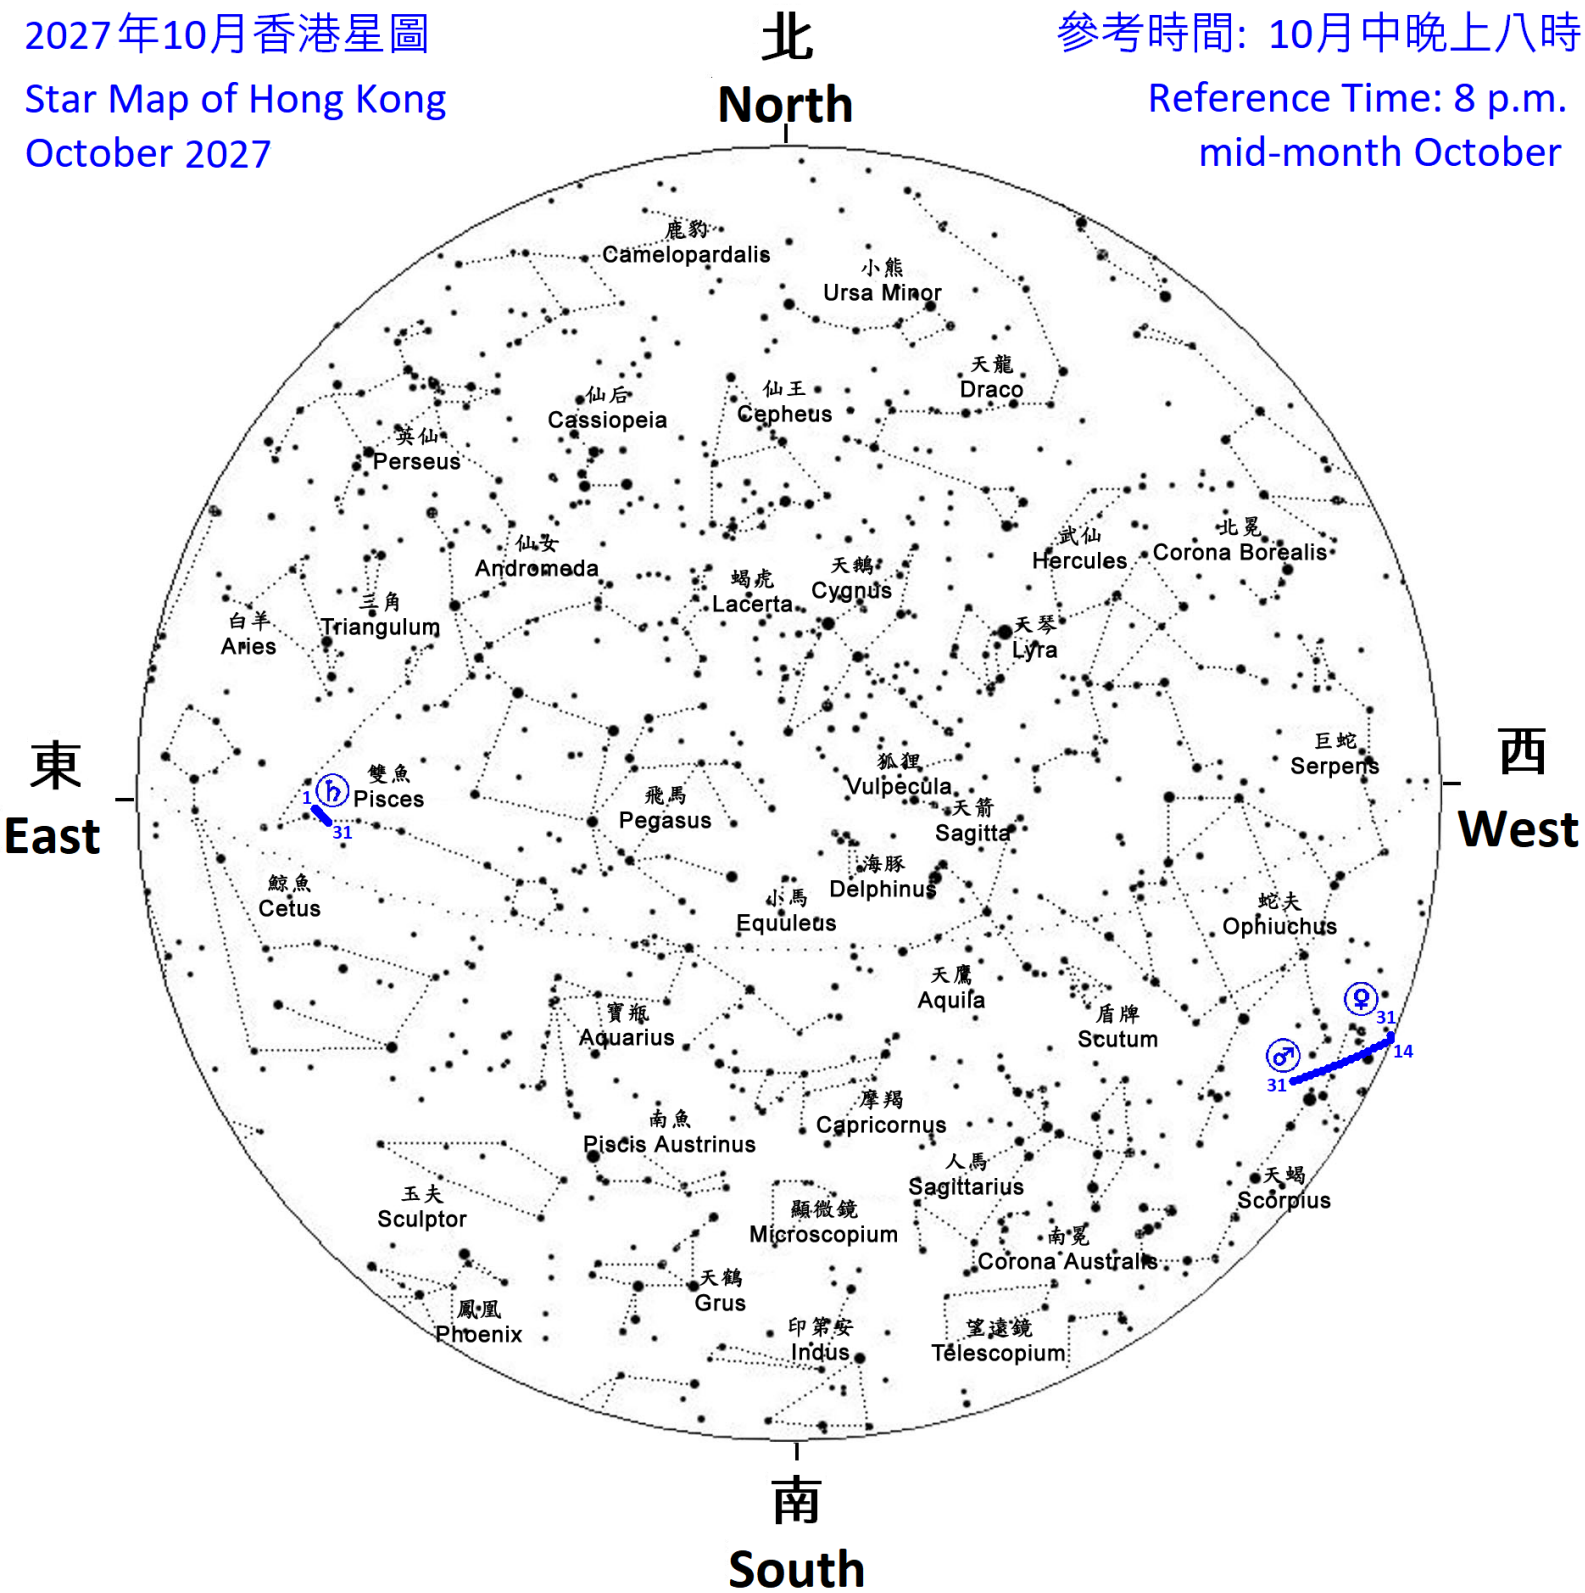 2027年10月香港星圖
Star Map of Hong Kong
October 2027
北
North
參考時間: 10月中晚上八時
Reference Time: 8 p.m.
mid-month October
鹿豹
Camelopardalis
小熊
Ursa Minor
天龍
Draco
仙后
Cassiopeia
仙王
Cepheus
英仙
Perseus
仙女
Andromeda
蝎虎
Lacerta
天鵝
Cygnus
武仙
Hercules
北冕
Corona Borealis
白羊
Aries
三角
Triangulum
天琴
Lyra
東
East
西
West
雙魚
Pisces
♄
1
31
飛馬
Pegasus
狐狸
Vulpecula
天箭
Sagitta
巨蛇
Serpens
鯨魚
Cetus
小馬
Equuleus
海豚
Delphinus
蛇夫
Ophiuchus
寶瓶
Aquarius
天鷹
Aquila
盾牌
Scutum
♀
31
14
♂
31
南魚
Piscis Austrinus
摩羯
Capricornus
人馬
Sagittarius
天蝎
Scorpius
玉夫
Sculptor
顯微鏡
Microscopium
南冕
Corona Australis
鳳凰
Phoenix
天鶴
Grus
印第安
Indus
望遠鏡
Telescopium
南
South